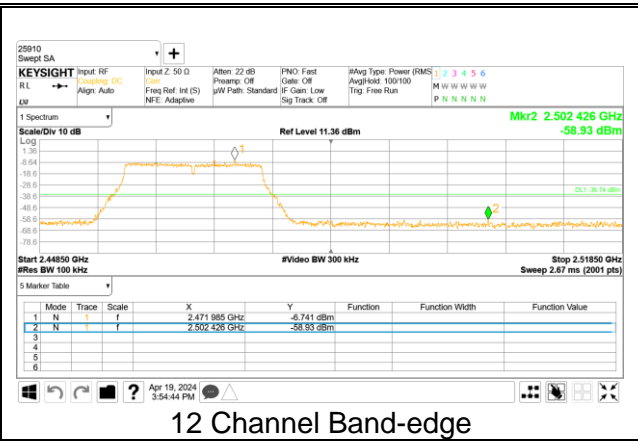 25910
Swept SA
+
KEYSIGHT Input: RF Input Z: 50 Ω Atten: 22 dB PNO: Fast #Avg Type: Power (RMS 1 2 3 4 5 6
RL Coupling: DC Corr Preamp: Off Gate: Off Avg|Hold: 100/100 M W W W W W
Align: Auto Freq Ref: Int (S) µW Path: Standard IF Gain: Low Trig: Free Run
NFE: Adaptive Sig Track: Off P N N N N N
1 Spectrum Mkr2 2.502 426 GHz
Scale/Div 10 dB Ref Level 11.36 dBm -58.93 dBm
Log
1.36
-8.64
-18.6
-28.6
-38.6
-48.6
-58.6
-68.6
-78.6
1
2
DL1 -36.74 dBm
Start 2.44850 GHz #Video BW 300 kHz Stop 2.51850 GHz
#Res BW 100 kHz Sweep 2.67 ms (2001 pts)
5 Marker Table
Mode Trace Scale X Y Function Function Width Function Value
1 N 1 f 2.471 985 GHz -6.741 dBm
2 N 1 f 2.502 426 GHz -58.93 dBm
3
4
5
6
? Apr 19, 2024
3:54:44 PM
12 Channel Band-edge